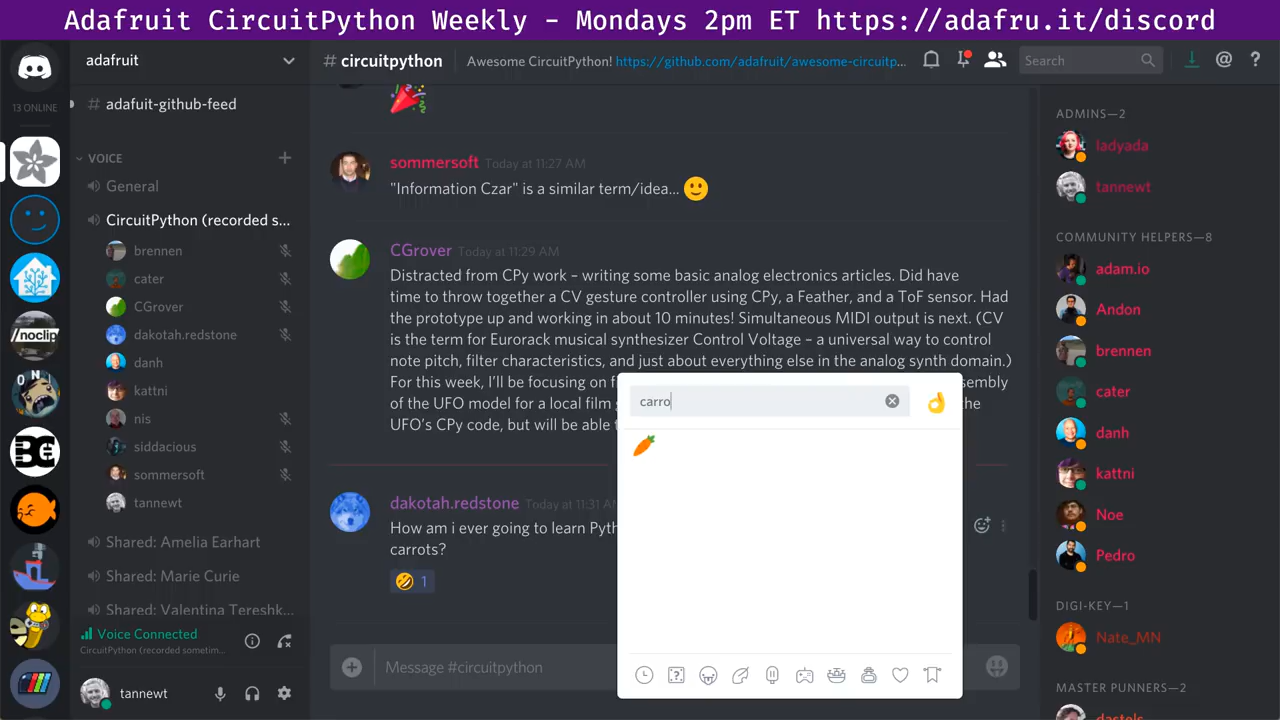 Adafruit CircuitPython Weekly – Mondays 2pm ET https://adafru.it/discord
adafruit
# circuitpython
Awesome CircuitPython! https://github.com/adafruit/awesome-circuitp...
Search
13 ONLINE
# adafuit-github-feed
VOICE
General
CircuitPython (recorded s...
brennen
cater
CGrover
dakotah.redstone
danh
kattni
nis
siddacious
sommersoft
tannewt
Shared: Amelia Earhart
Shared: Marie Curie
Shared: Valentina Tereshk...
Voice Connected
CircuitPython (recorded sometim...
tannewt
/noclip
sommersoft Today at 11:27 AM
"Information Czar" is a similar term/idea...
CGrover Today at 11:29 AM
Distracted from CPy work – writing some basic analog electronics articles. Did have
time to throw together a CV gesture controller using CPy, a Feather, and a ToF sensor. Had
the prototype up and working in about 10 minutes! Simultaneous MIDI output is next. (CV
is the term for Eurorack musical synthesizer Control Voltage – a universal way to control
note pitch, filter characteristics, and just about everything else in the analog synth domain.)
For this week, I'll be focusing on
of the UFO model for a local film the
UFO's CPy code, but will be able
dakotah.redstone Today at 11:31
How am i ever going to learn
carrots?
1
Message #circuitpython
carro
ADMINS—2
ladyada
tannewt
COMMUNITY HELPERS—8
adam.io
Andon
brennen
cater
danh
kattni
Noe
Pedro
DIGI-KEY—1
Nate_MN
MASTER PUNNERS—2